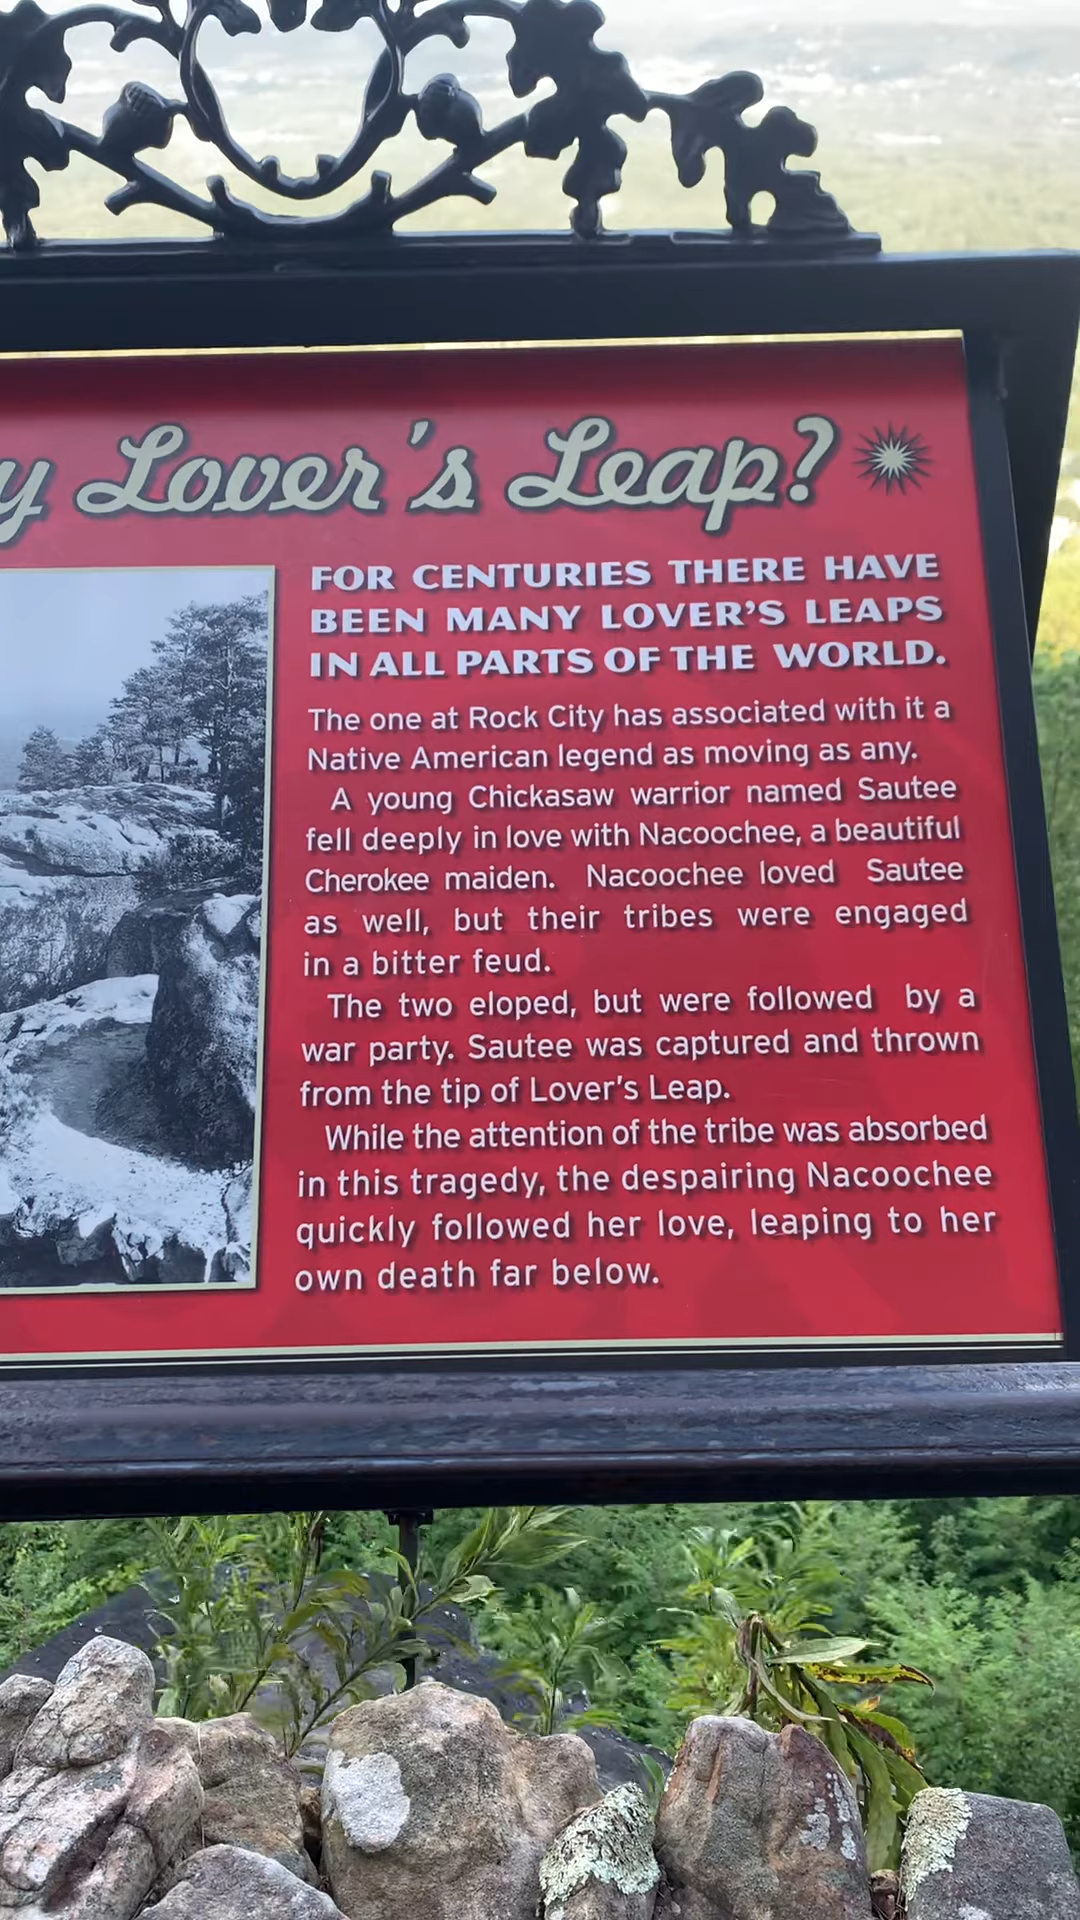 y Lover's Leap?
FOR CENTURIES THERE HAVE
BEEN MANY LOVER'S LEAPS
IN ALL PARTS OF THE WORLD.
The one at Rock City has associated with it a
Native American legend as moving as any.
A young Chickasaw warrior named Sautee
fell deeply in love with Nacoochee, a beautiful
Cherokee maiden. Nacoochee loved Sautee
as well, but their tribes were engaged
in a bitter feud.
The two eloped, but were followed by a
war party. Sautee was captured and thrown
from the tip of Lover's Leap.
While the attention of the tribe was absorbed
in this tragedy, the despairing Nacoochee
quickly followed her love, leaping to her
own death far below.